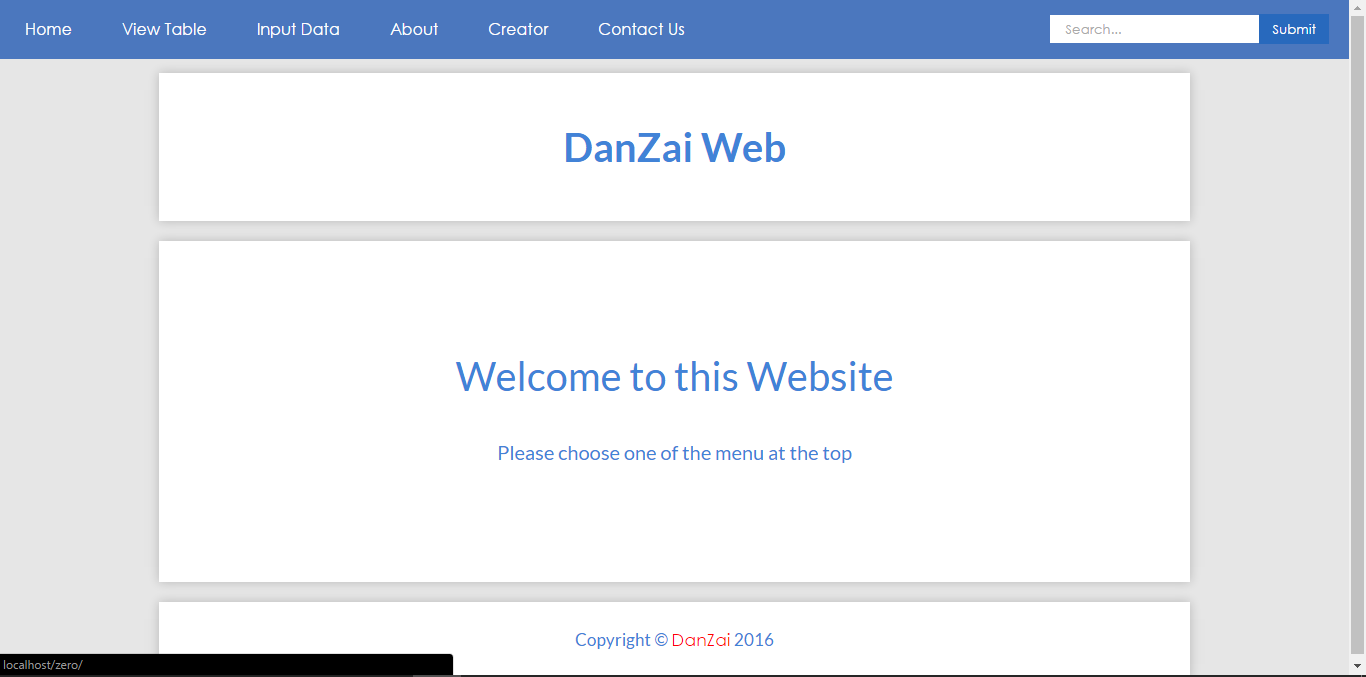 Home View Table Input Data About Creator Contact Us Search... Submit
DanZai Web
Welcome to this Website
Please choose one of the menu at the top
Copyright © DanZai 2016
localhost/zero/